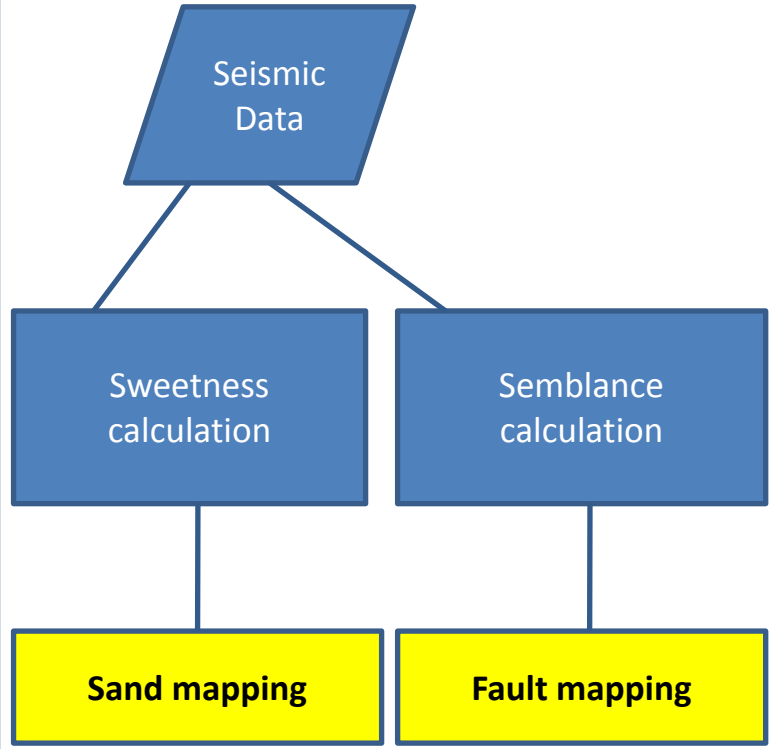 Seismic
Data
Sweetness
calculation
Semblance
calculation
Sand mapping
Fault mapping